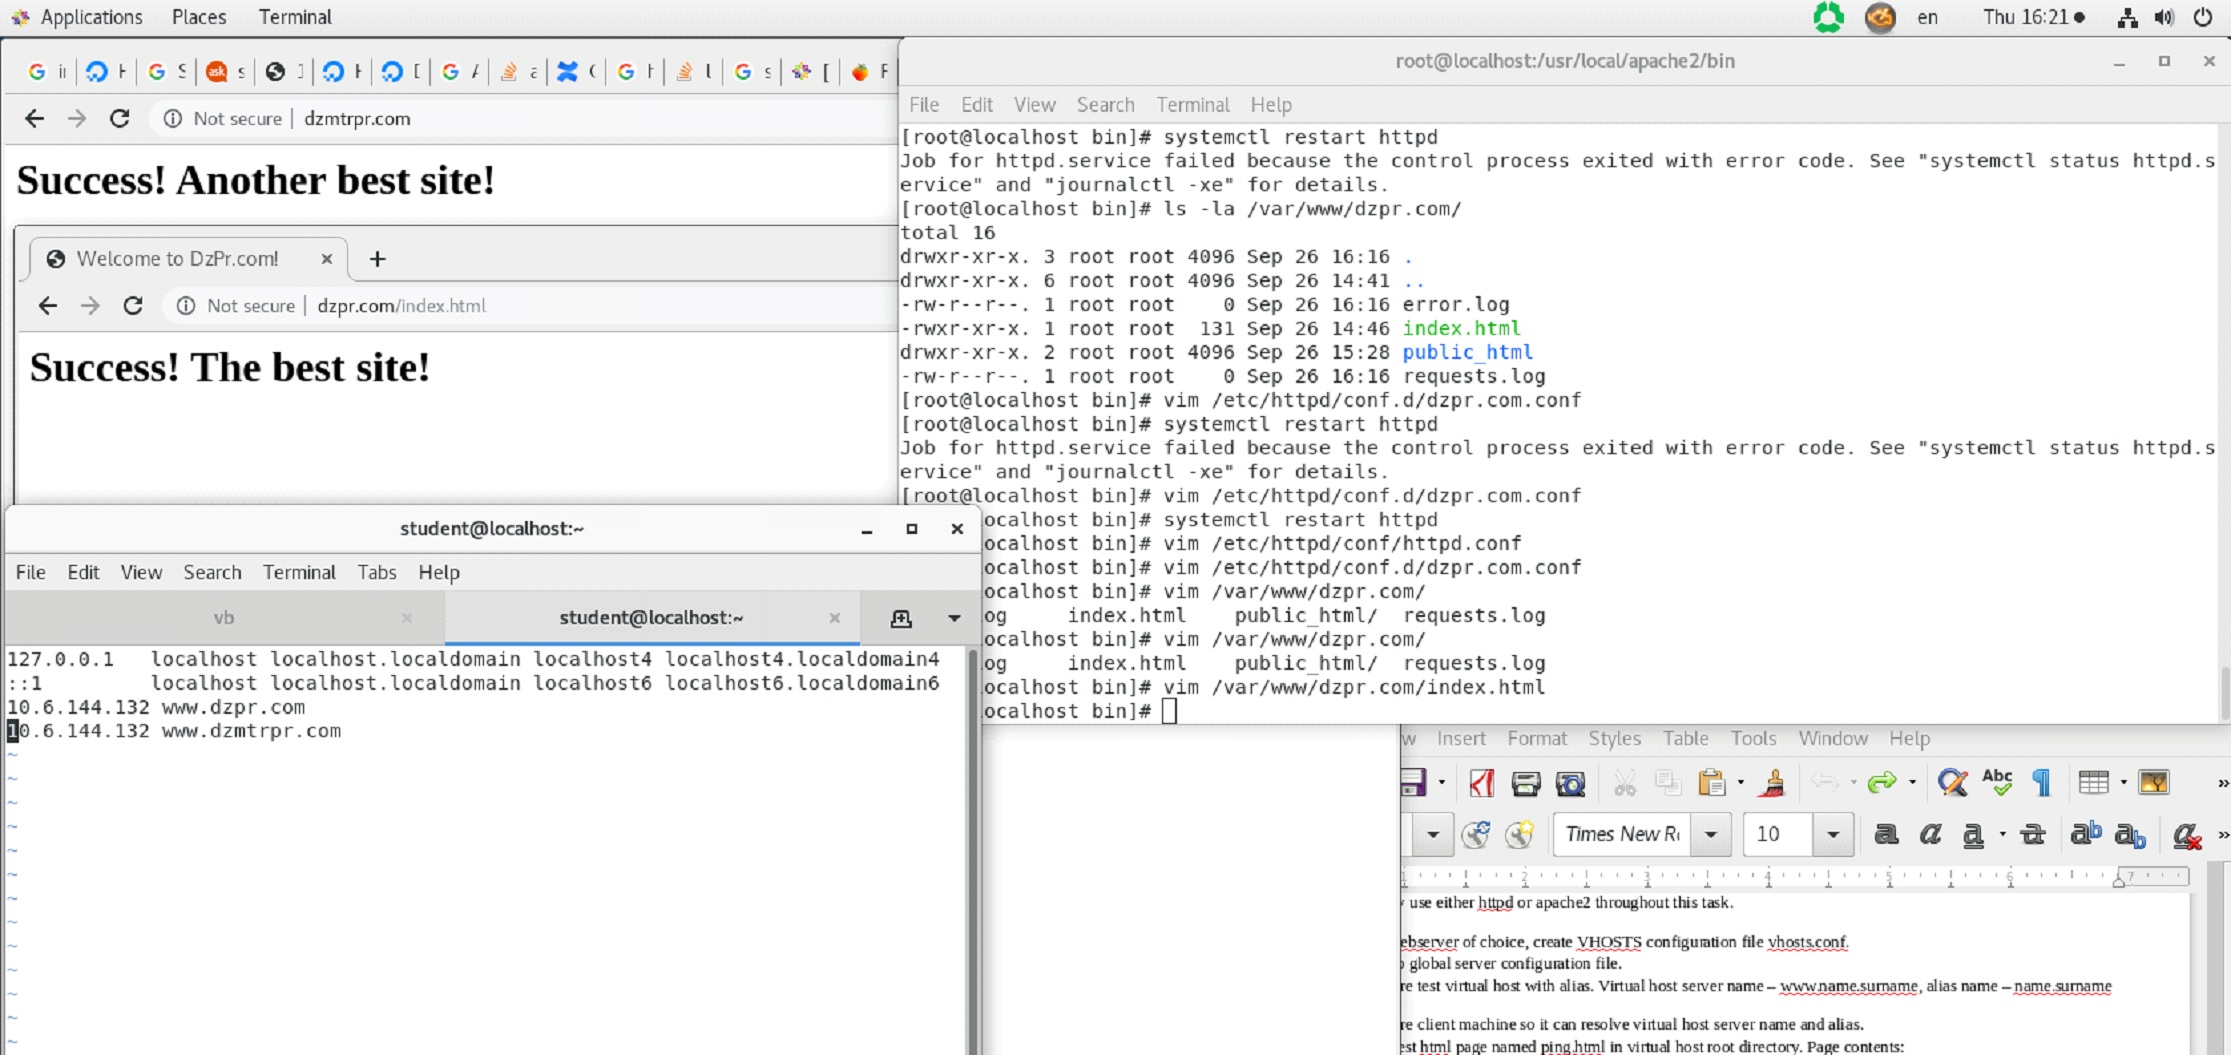 Applications Places Terminal
en Thu 16:21
Not secure | dzmtrpr.com
Success! Another best site!
Welcome to DzPr.com!
Not secure | dzpr.com/index.html
Success! The best site!
root@localhost:/usr/local/apache2/bin
File Edit View Search Terminal Help
[root@localhost bin]# systemctl restart httpd
Job for httpd.service failed because the control process exited with error code. See "systemctl status httpd.s
ervice" and "journalctl -xe" for details.
[root@localhost bin]# ls -la /var/www/dzpr.com/
total 16
drwxr-xr-x. 3 root root 4096 Sep 26 16:16 .
drwxr-xr-x. 6 root root 4096 Sep 26 14:41 ..
-rw-r--r--. 1 root root    0 Sep 26 16:16 error.log
-rwxr-xr-x. 1 root root  131 Sep 26 14:46 index.html
drwxr-xr-x. 2 root root 4096 Sep 26 15:28 public_html
-rw-r--r--. 1 root root    0 Sep 26 16:16 requests.log
[root@localhost bin]# vim /etc/httpd/conf.d/dzpr.com.conf
[root@localhost bin]# systemctl restart httpd
Job for httpd.service failed because the control process exited with error code. See "systemctl status httpd.s
ervice" and "journalctl -xe" for details.
[root@localhost bin]# vim /etc/httpd/conf.d/dzpr.com.conf
ocalhost bin]# systemctl restart httpd
ocalhost bin]# vim /etc/httpd/conf/httpd.conf
ocalhost bin]# vim /etc/httpd/conf.d/dzpr.com.conf
ocalhost bin]# vim /var/www/dzpr.com/
og index.html public_html/ requests.log
ocalhost bin]# vim /var/www/dzpr.com/
og index.html public_html/ requests.log
ocalhost bin]# vim /var/www/dzpr.com/index.html
ocalhost bin]#
student@localhost:~
File Edit View Search Terminal Tabs Help
vb student@localhost:~
127.0.0.1 localhost localhost.localdomain localhost4 localhost4.localdomain4
::1 localhost localhost.localdomain localhost6 localhost6.localdomain6
10.6.144.132 www.dzpr.com
10.6.144.132 www.dzmtrpr.com
w Insert Format Styles Table Tools Window Help
Times New R 10
use either httpd or apache2 throughout this task.
ebserver of choice, create VHOSTS configuration file vhosts.conf.
global server configuration file.
re test virtual host with alias. Virtual host server name – www.name.surname, alias name – name.surname
re client machine so it can resolve virtual host server name and alias.
est html page named ping.html in virtual host root directory. Page contents: